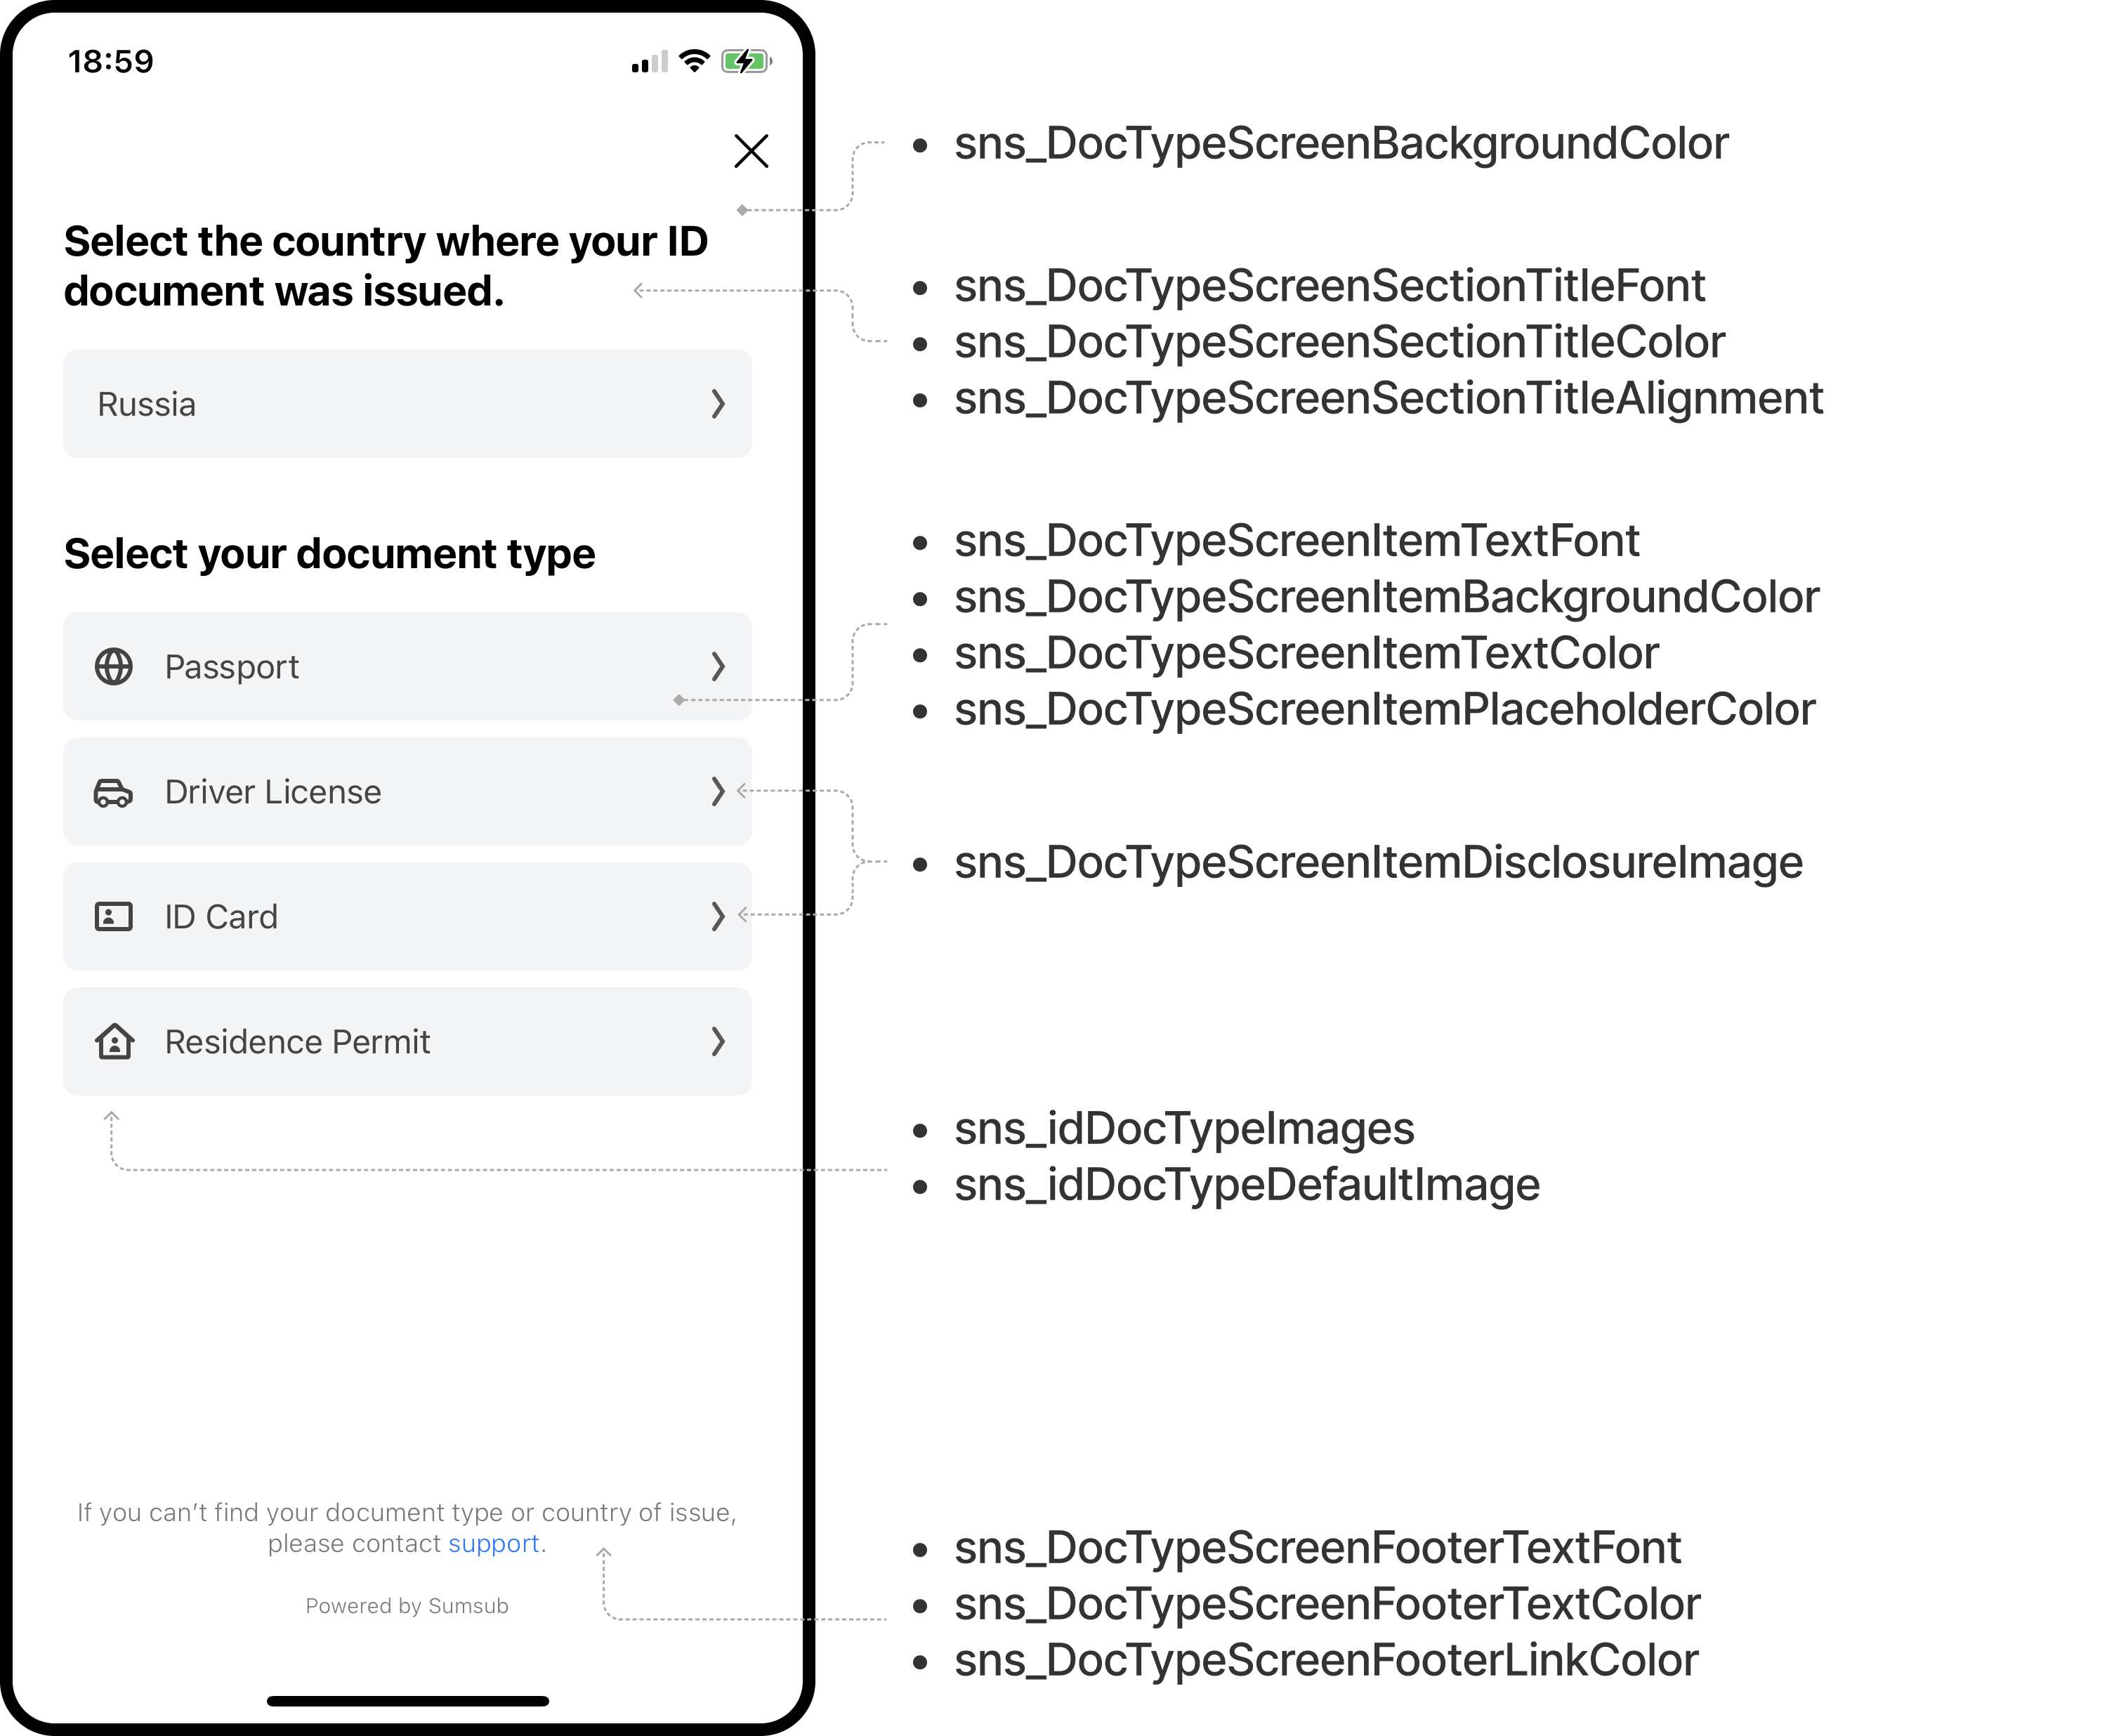 18:59
Select the country where your ID
document was issued.
Russia
Select your document type
Passport
Driver License
ID Card
Residence Permit
If you can't find your document type or country of issue,
please contact support.
Powered by Sumsub
sns_DocTypeScreenBackgroundColor
sns_DocTypeScreenSectionTitleFont
sns_DocTypeScreenSectionTitleColor
sns_DocTypeScreenSectionTitleAlignment
sns_DocTypeScreenItemTextFont
sns_DocTypeScreenItemBackgroundColor
sns_DocTypeScreenItemTextColor
sns_DocTypeScreenItemPlaceholderColor
sns_DocTypeScreenItemDisclosureImage
sns_idDocTypeImages
sns_idDocTypeDefaultImage
sns_DocTypeScreenFooterTextFont
sns_DocTypeScreenFooterTextColor
sns_DocTypeScreenFooterLinkColor